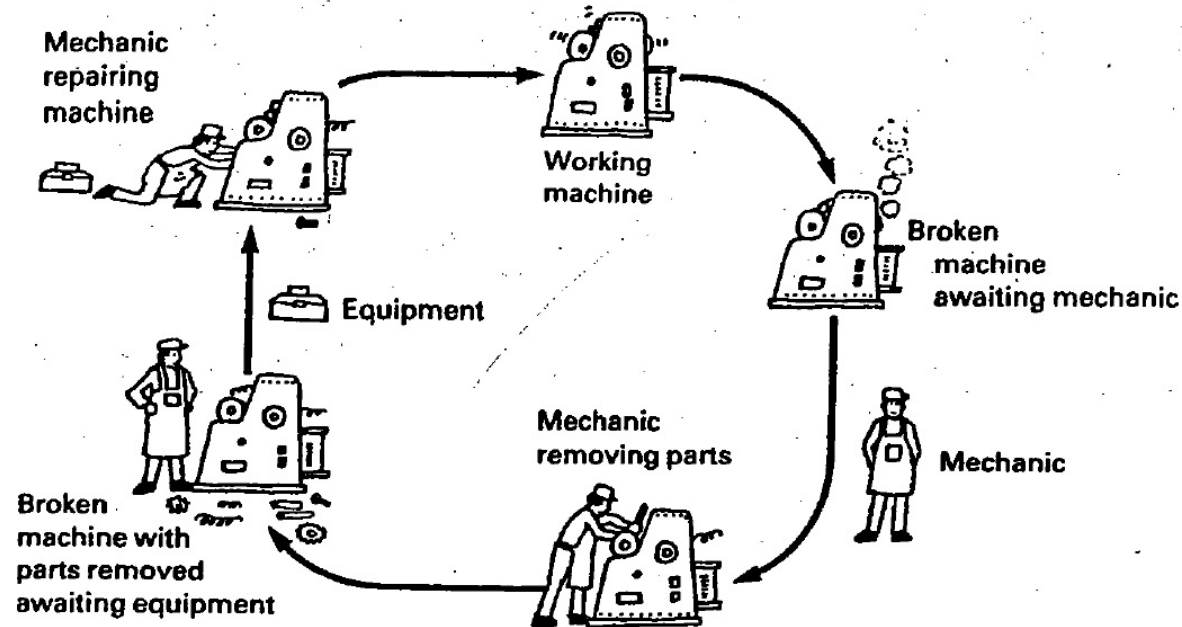 Mechanic
repairing
machine
Working
machine
Broken
machine
awaiting mechanic
Equipment
Mechanic
removing parts
Mechanic
Broken
machine with
parts removed
awaiting equipment